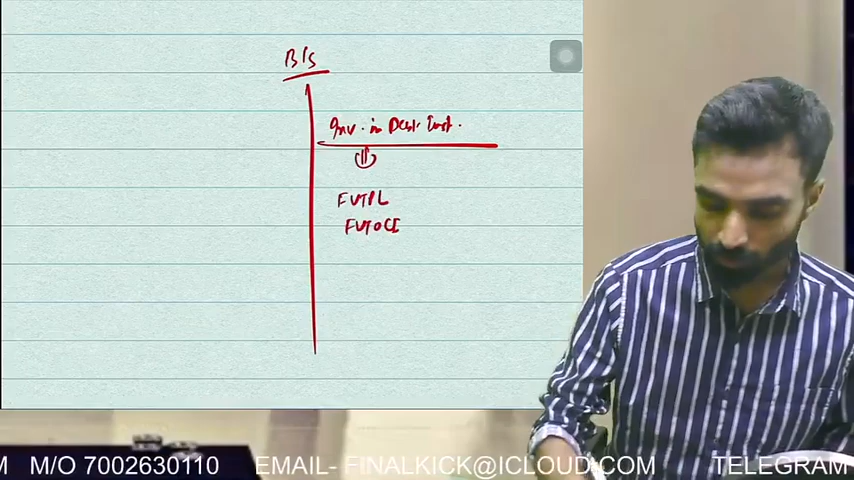 B/S
Inv. in Debt. Inst.
FVTPL
FVTOCI
M M/O 7002630110 EMAIL- FINALKICK@ICLOUD.COM TELEGRAM